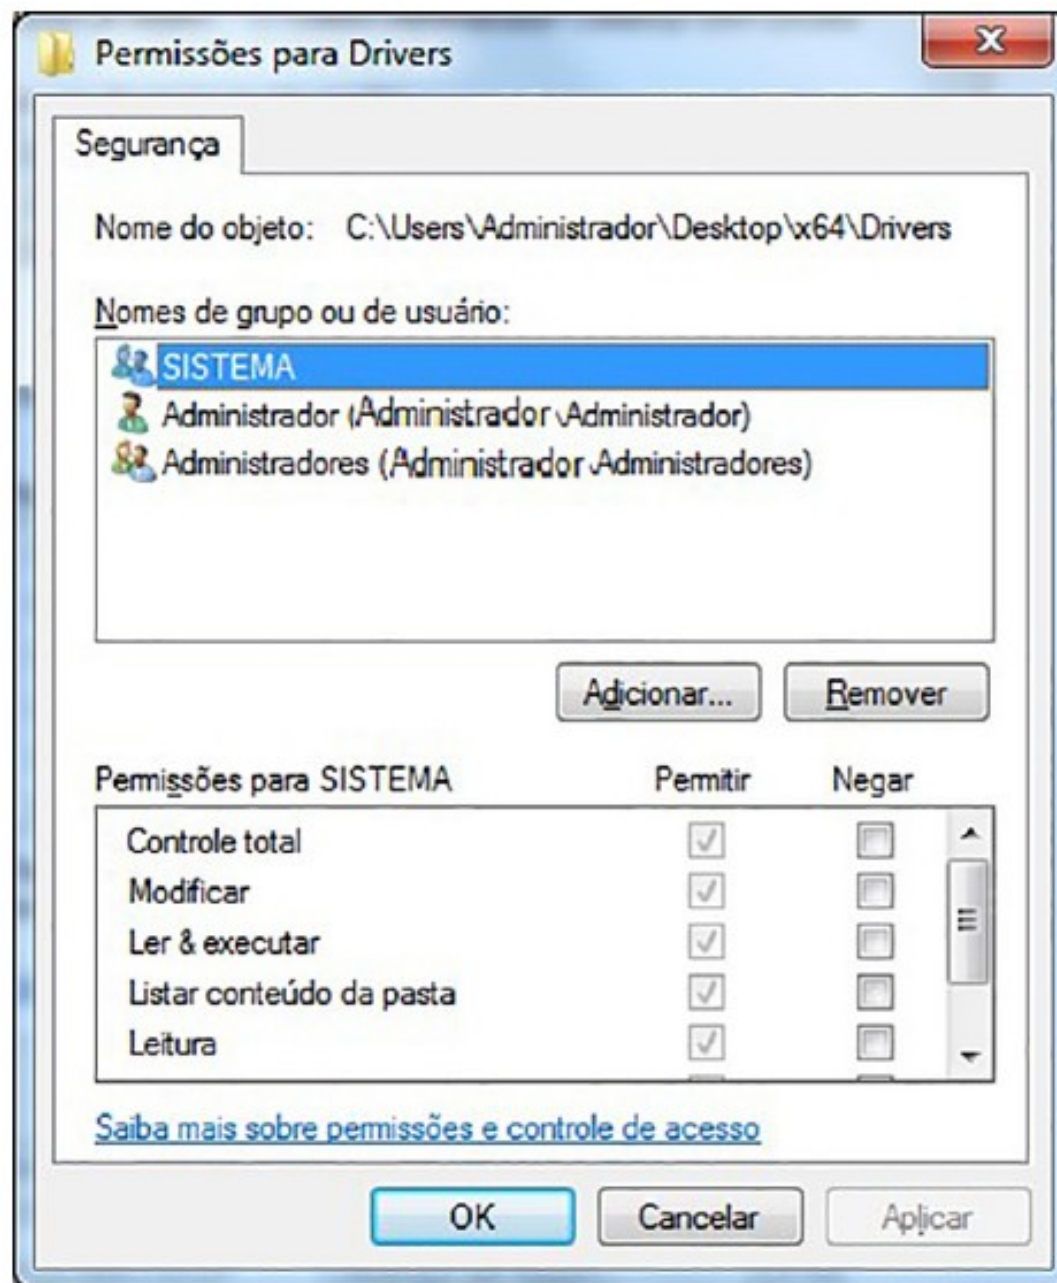 Permissões para Drivers
Segurança
Nome do objeto: C:\Users\Administrador\Desktop\x64\Drivers
Nomes de grupo ou de usuário:
SISTEMA
Administrador (Administrador\Administrador)
Administradores (Administrador\Administradores)
Adicionar... Remover
Permissões para SISTEMA Permitir Negar
Controle total
Modificar
Ler & executar
Listar conteúdo da pasta
Leitura
Saiba mais sobre permissões e controle de acesso
OK Cancelar Aplicar